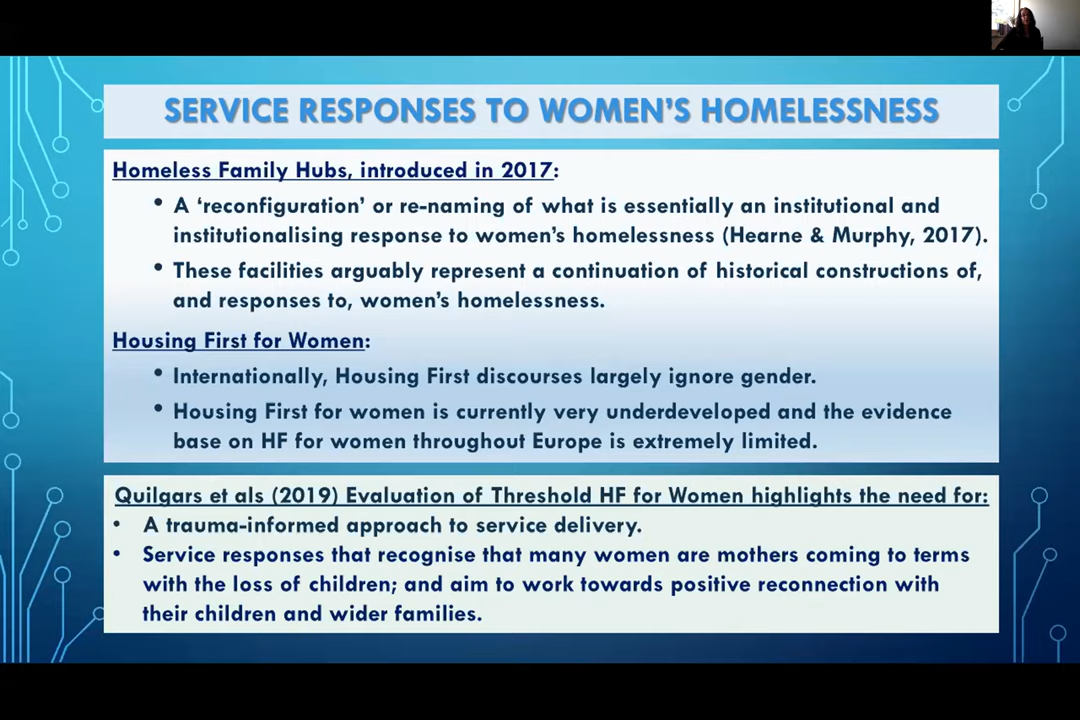 SERVICE RESPONSES TO WOMEN'S HOMELESSNESS
Homeless Family Hubs, introduced in 2017:
• A ‘reconfiguration’ or re-naming of what is essentially an institutional and
institutionalising response to women’s homelessness (Hearne & Murphy, 2017).
• These facilities arguably represent a continuation of historical constructions of,
and responses to, women’s homelessness.
Housing First for Women:
• Internationally, Housing First discourses largely ignore gender.
• Housing First for women is currently very underdeveloped and the evidence
base on HF for women throughout Europe is extremely limited.
Quilgars et als (2019) Evaluation of Threshold HF for Women highlights the need for:
• A trauma-informed approach to service delivery.
• Service responses that recognise that many women are mothers coming to terms
with the loss of children; and aim to work towards positive reconnection with
their children and wider families.